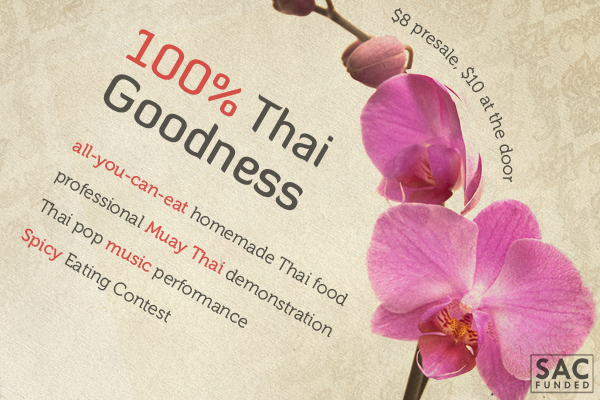 100% Thai
Goodness
all-you-can-eat homemade Thai food
professional Muay Thai demonstration
Thai pop music performance
Spicy Eating Contest
$8 presale, $10 at the door
SAC
FUNDED